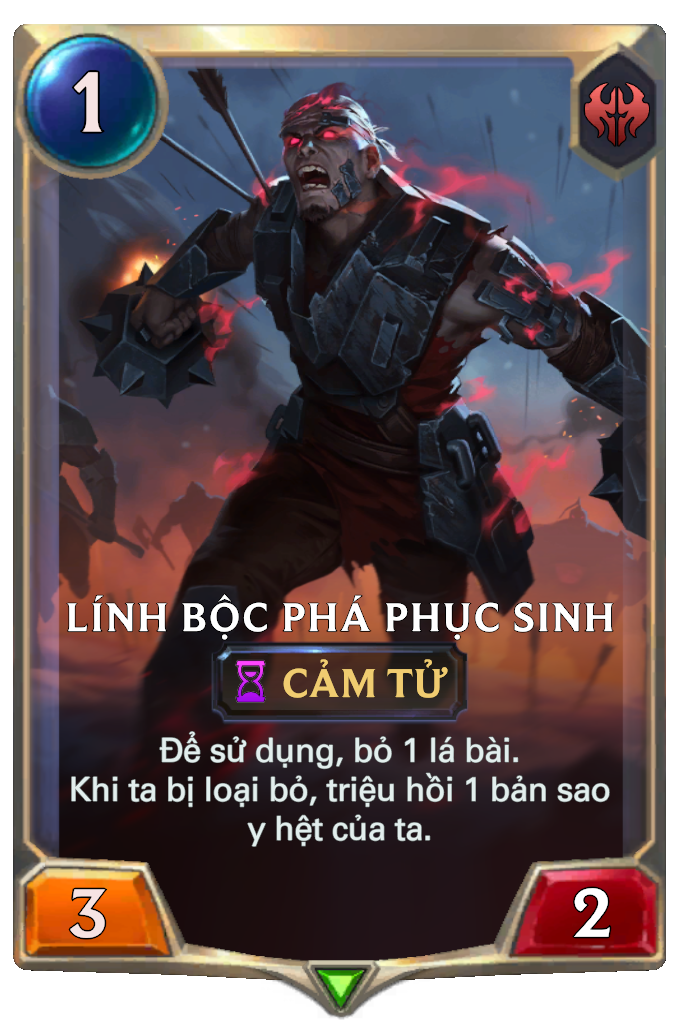 1
LÍNH BỘC PHÁ PHỤC SINH
CẢM TỬ
Để sử dụng, bỏ 1 lá bài.
Khi ta bị loại bỏ, triệu hồi 1 bản sao
y hệt của ta.
3
2